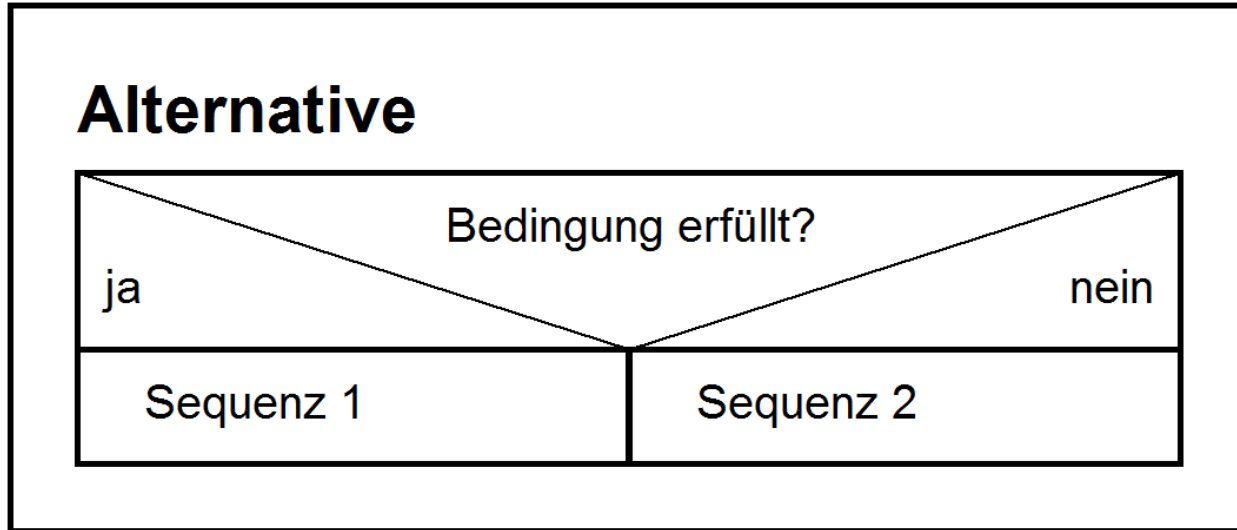 Alternative
Bedingung erfüllt?
ja
nein
Sequenz 1
Sequenz 2